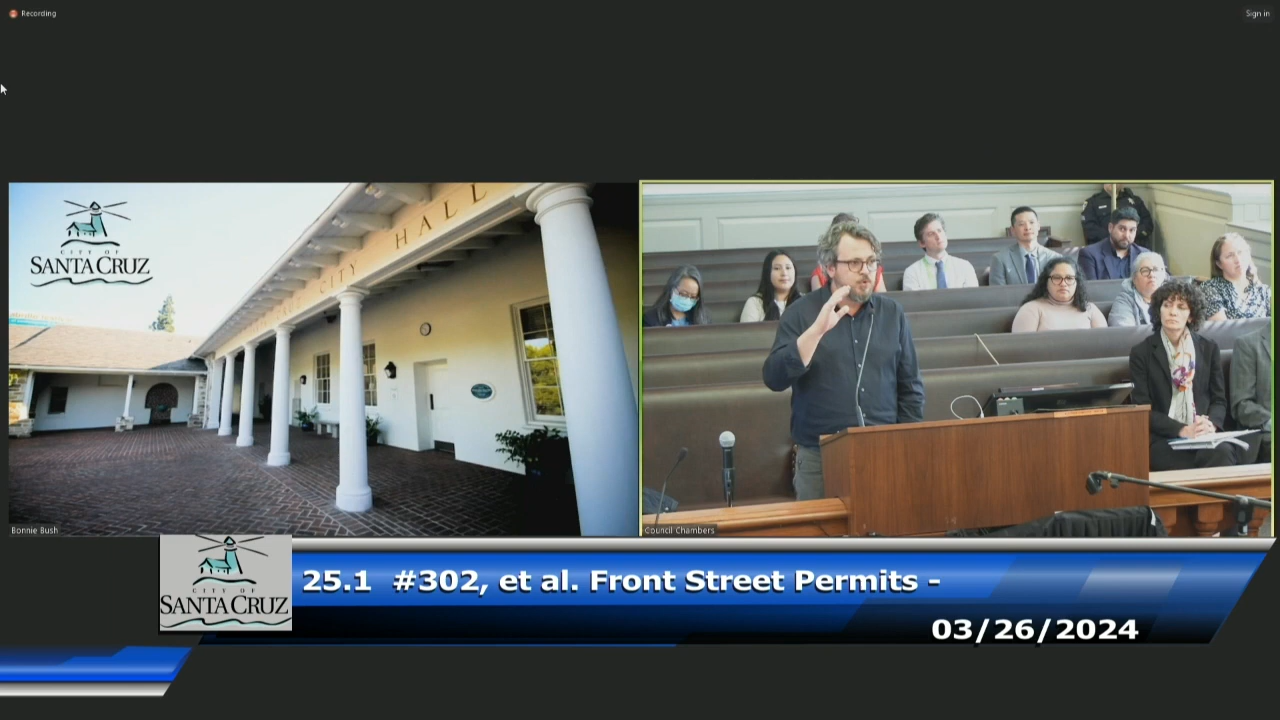 Recording
Sign in
CITY OF
SANTA CRUZ
CITY HALL
Bonnie Bush
Council Chambers
CITY OF
SANTA CRUZ
25.1 #302, et al. Front Street Permits -
03/26/2024